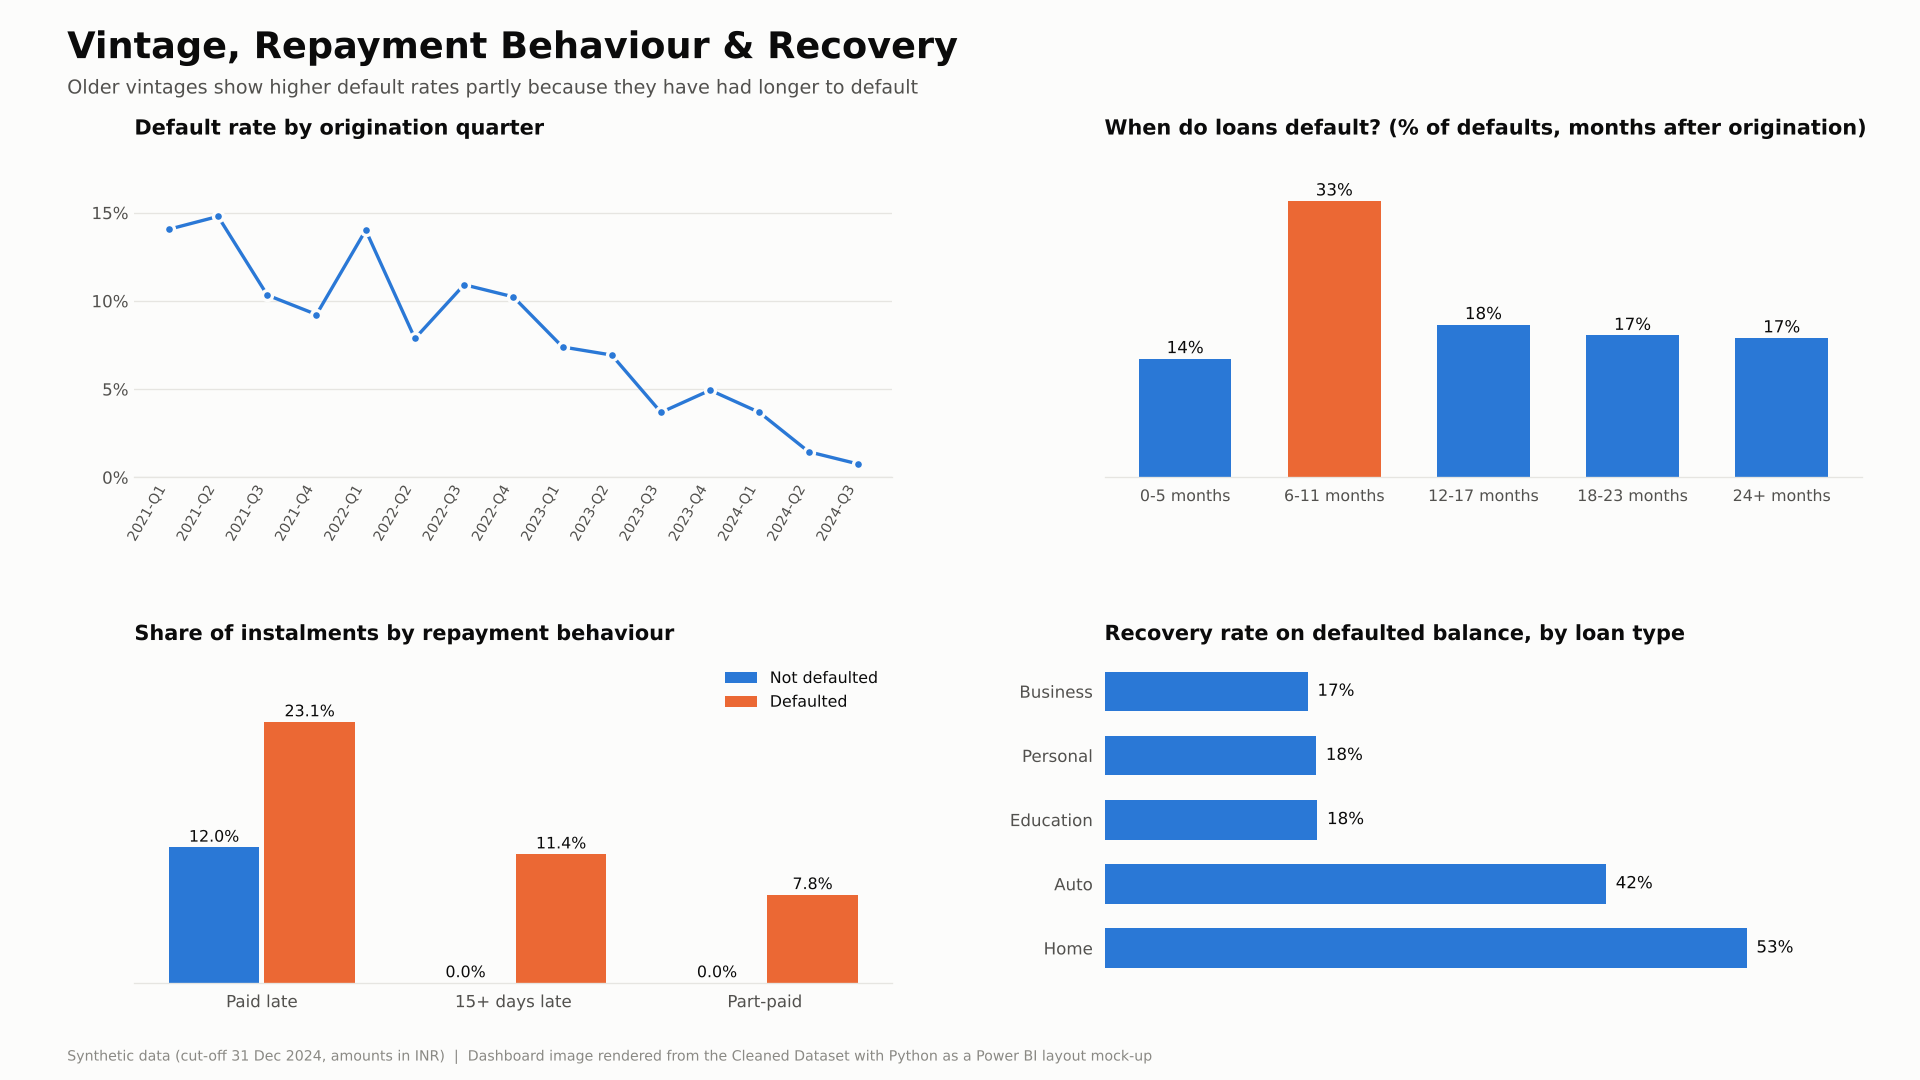 Vintage, Repayment Behaviour & Recovery
Older vintages show higher default rates partly because they have had longer to default
Default rate by origination quarter
15%
10%
5%
0%
2021-Q1
2021-Q2
2021-Q3
2021-Q4
2022-Q1
2022-Q2
2022-Q3
2022-Q4
2023-Q1
2023-Q2
2023-Q3
2023-Q4
2024-Q1
2024-Q2
2024-Q3
When do loans default? (% of defaults, months after origination)
14%
33%
18%
17%
17%
0-5 months
6-11 months
12-17 months
18-23 months
24+ months
Share of instalments by repayment behaviour
Not defaulted
Defaulted
12.0%
23.1%
0.0%
11.4%
0.0%
7.8%
Paid late
15+ days late
Part-paid
Recovery rate on defaulted balance, by loan type
Business 17%
Personal 18%
Education 18%
Auto 42%
Home 53%
Synthetic data (cut-off 31 Dec 2024, amounts in INR) | Dashboard image rendered from the Cleaned Dataset with Python as a Power BI layout mock-up